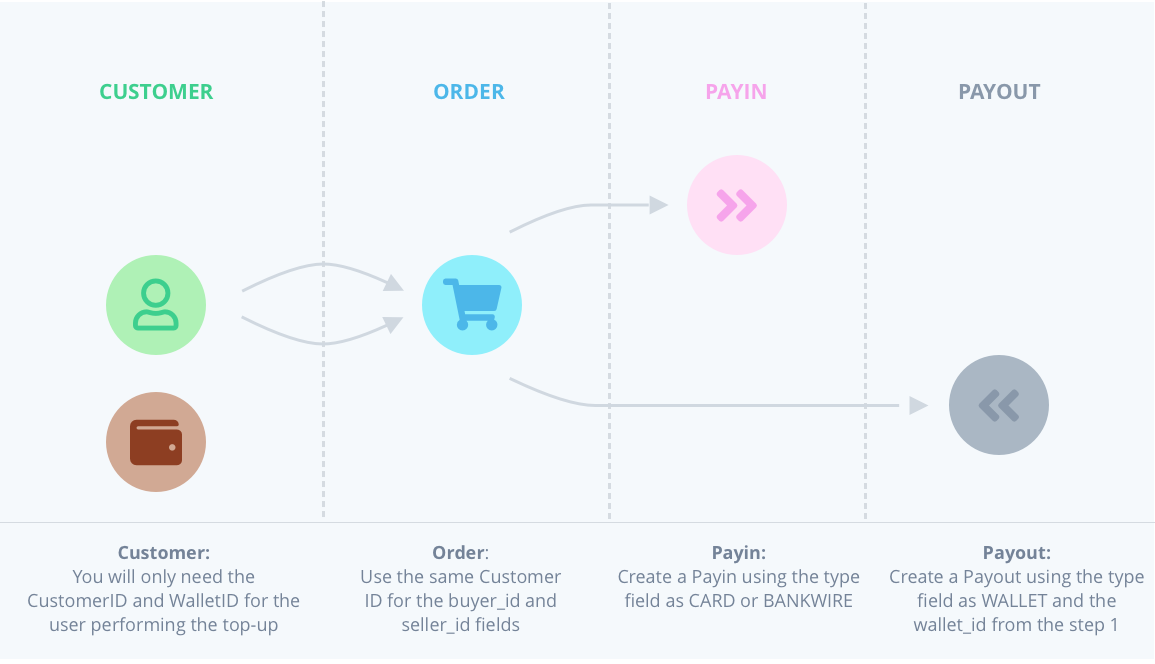 CUSTOMER
ORDER
PAYIN
PAYOUT
Customer:
You will only need the
CustomerID and WalletID for the
user performing the top-up
Order:
Use the same Customer
ID for the buyer_id and
seller_id fields
Payin:
Create a Payin using the type
field as CARD or BANKWIRE
Payout:
Create a Payout using the type
field as WALLET and the
wallet_id from the step 1